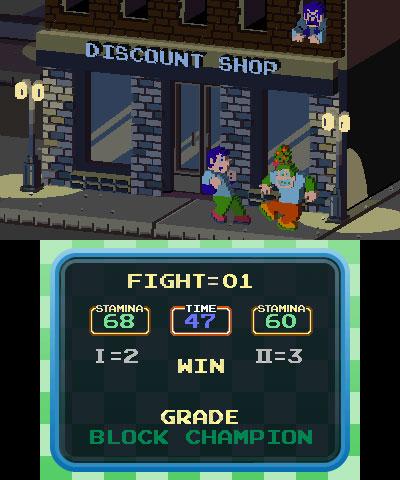 DISCOUNT SHOP
FIGHT=01
STAMINA TIME STAMINA
68 47 60
I=2 WIN II=3
GRADE
BLOCK CHAMPION